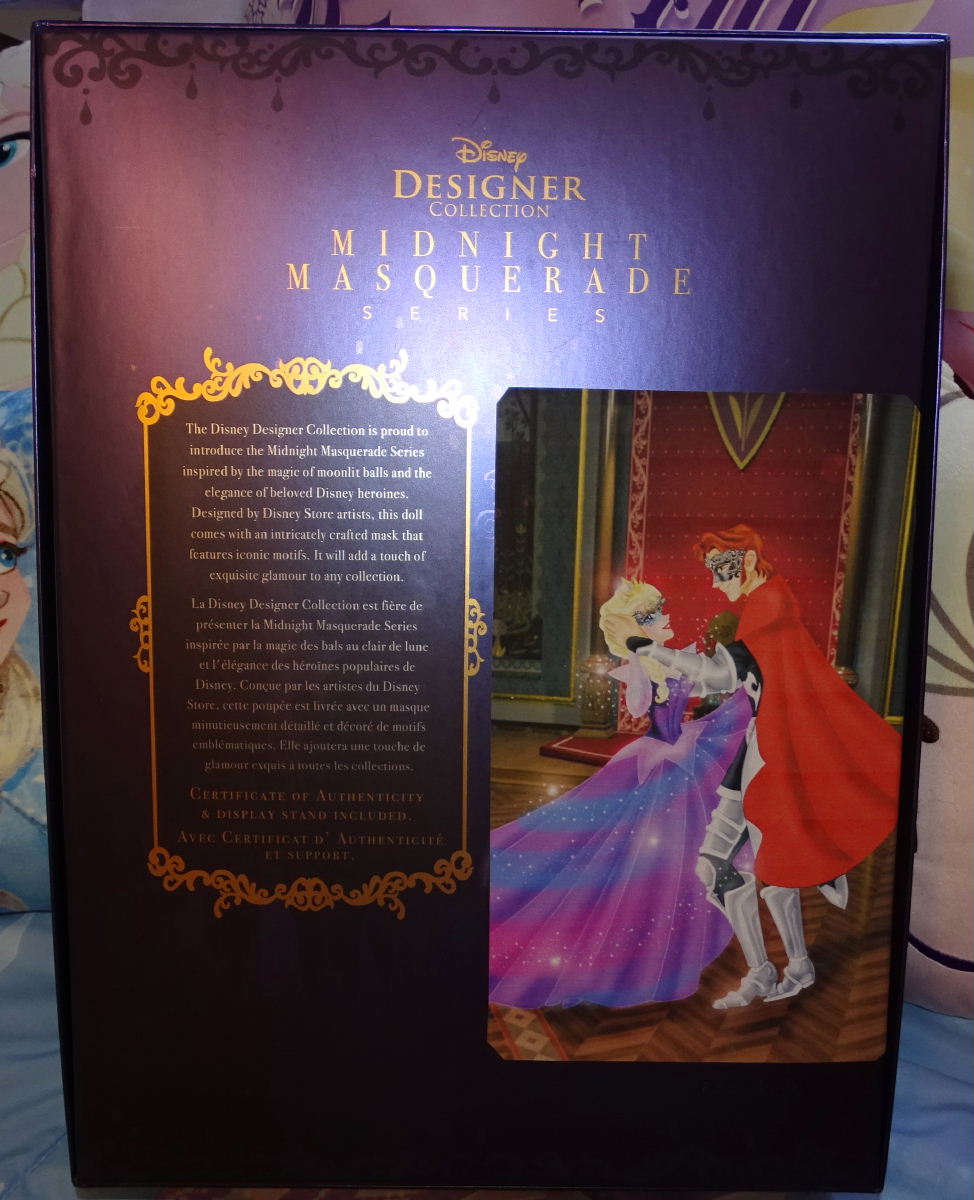 Disney
DESIGNER
COLLECTION
MIDNIGHT
MASQUERADE
SERIES
The Disney Designer Collection is proud to
introduce the Midnight Masquerade Series
inspired by the magic of moonlit balls and the
elegance of beloved Disney heroines.
Designed by Disney Store artists, this doll
comes with an intricately crafted mask that
features iconic motifs. It will add a touch of
exquisite glamour to any collection.
La Disney Designer Collection est fière de
présenter la Midnight Masquerade Series
inspirée par la magie des bals au clair de lune
et l'élégance des héroïnes populaires de
Disney. Conçue par les artistes du Disney
Store, cette poupée est livrée avec un masque
minutieusement détaillé et décoré de motifs
emblématiques. Elle ajoutera une touche de
glamour exquis à toutes les collections.
CERTIFICATE OF AUTHENTICITY
& DISPLAY STAND INCLUDED.
AVEC CERTIFICAT D' AUTHENTICITÉ
ET SUPPORT.